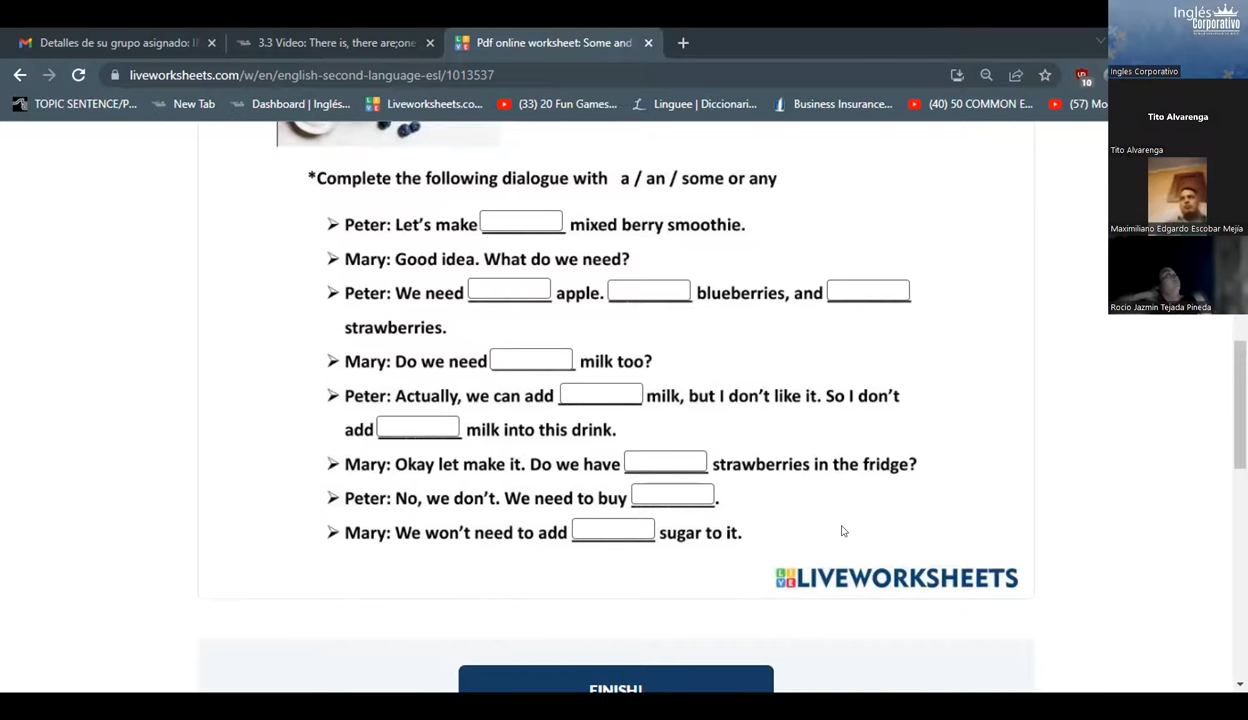 Inglés
Corporativo
Ingles Corporativo
Detalles de su grupo asignado: I
3.3 Video: There is, there are;one
Pdf online worksheet: Some and
liveworksheets.com/w/en/english-second-language-esl/1013537
10
TOPIC SENTENCE/P...
New Tab
Dashboard | Inglés...
Liveworksheets.co...
(33) 20 Fun Games...
Linguee | Diccionari...
Business Insurance...
(40) 50 COMMON E...
(57) Mo
Tito Alvarenga
Tito Alvarenga
Maximiliano Edgardo Escobar Mejía
Rocio Jazmin Tejada Pineda
*Complete the following dialogue with a / an / some or any
Peter: Let's make mixed berry smoothie.
Mary: Good idea. What do we need?
Peter: We need apple. blueberries, and
strawberries.
Mary: Do we need milk too?
Peter: Actually, we can add milk, but I don't like it. So I don't
add milk into this drink.
Mary: Okay let make it. Do we have strawberries in the fridge?
Peter: No, we don't. We need to buy .
Mary: We won't need to add sugar to it.
LIVE LIVEWORKSHEETS
FINISH!